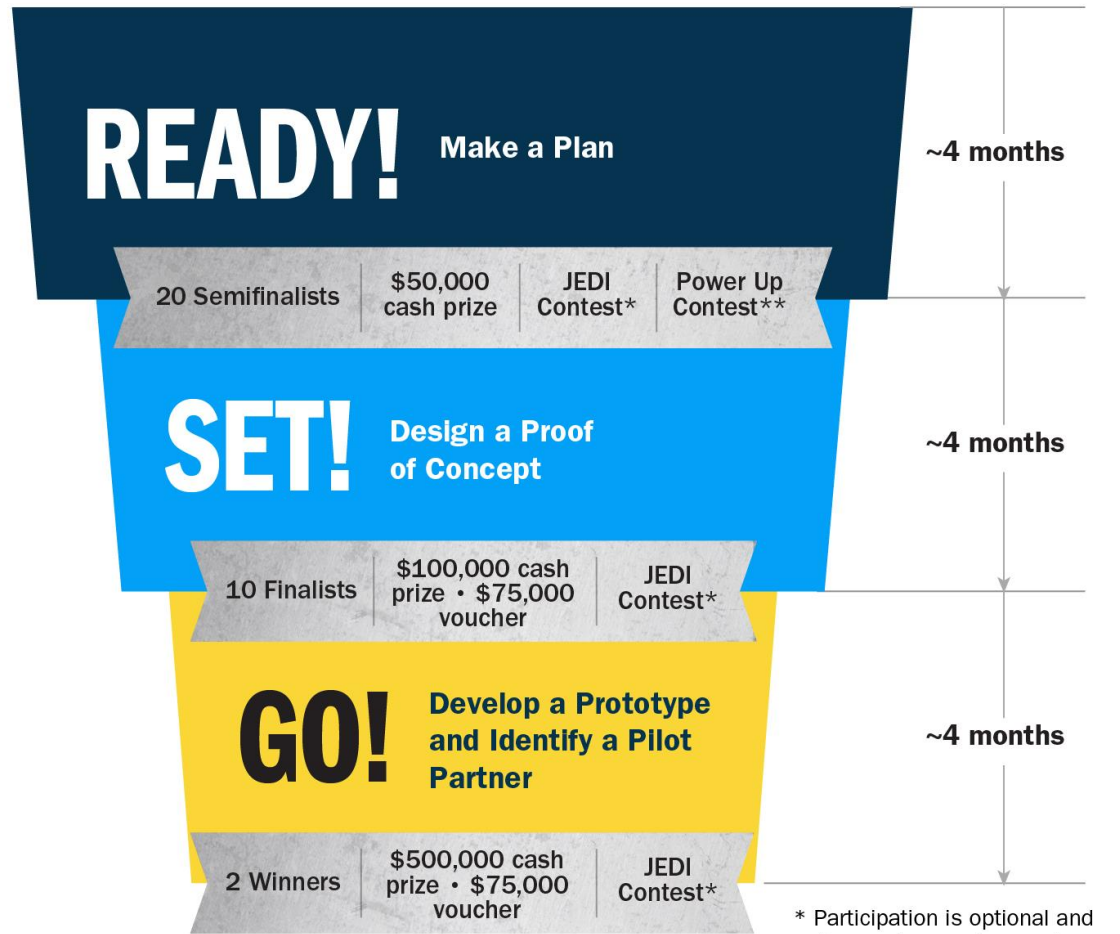 READY! Make a Plan
~4 months
20 Semifinalists
$50,000
cash prize
JEDI
Contest*
Power Up
Contest**
SET!
Design a Proof
of Concept
~4 months
10 Finalists
$100,000 cash
prize • $75,000
voucher
JEDI
Contest*
GO!
Develop a Prototype
and Identify a Pilot
Partner
~4 months
2 Winners
$500,000 cash
prize • $75,000
voucher
JEDI
Contest*
* Participation is optional and